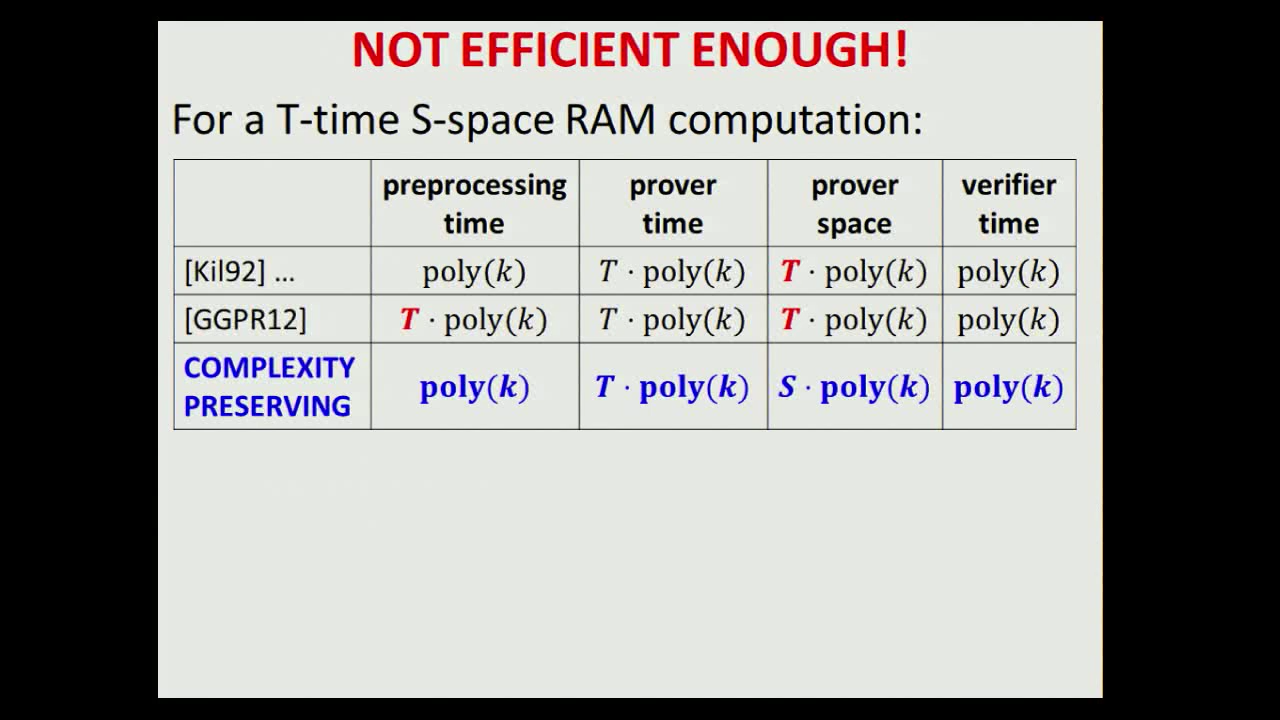 NOT EFFICIENT ENOUGH!
For a T-time S-space RAM computation:
preprocessing time prover time prover space verifier time
[Kil92] ... poly(k) T · poly(k) T · poly(k) poly(k)
[GGPR12] T · poly(k) T · poly(k) T · poly(k) poly(k)
COMPLEXITY PRESERVING poly(k) T · poly(k) S · poly(k) poly(k)